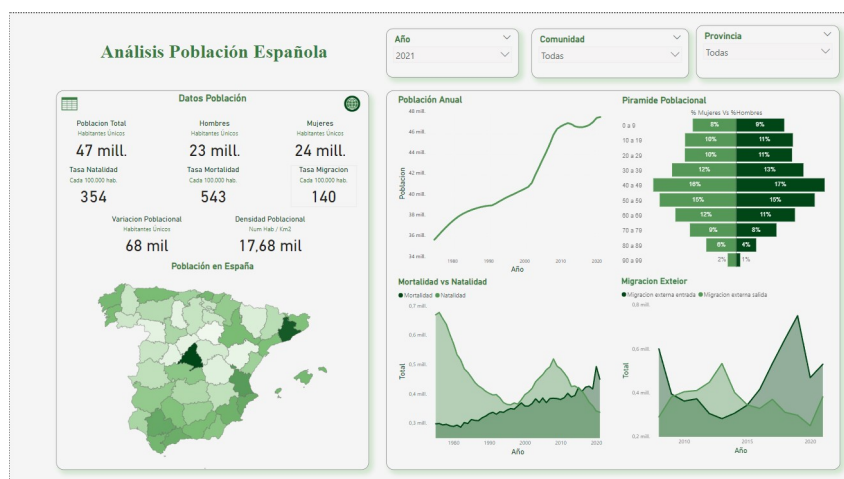 Análisis Población Española
Año
2021
Comunidad
Todas
Provincia
Todas
Datos Población
Poblacion Total
Habitantes Únicos
47 mill.
Hombres
Habitantes Únicos
23 mill.
Mujeres
Habitantes Únicos
24 mill.
Tasa Natalidad
Cada 100.000 hab.
354
Tasa Mortalidad
Cada 100.000 hab.
543
Tasa Migracion
Cada 100.000 hab.
140
Variacion Poblacional
Habitantes Únicos
68 mil
Densidad Poblacional
Num Hab / Km2
17,68 mil
Población en España
Población Anual
48 mill.
46 mill.
44 mill.
42 mill.
40 mill.
38 mill.
36 mill.
34 mill.
Poblacion
1980 1990 2000 2010 2020
Año
Piramide Poblacional
% Mujeres Vs %Hombres
0 a 9 8% 9%
10 a 19 10% 11%
20 a 29 10% 11%
30 a 39 12% 13%
40 a 49 16% 17%
50 a 59 15% 15%
60 a 69 12% 11%
70 a 79 9% 8%
80 a 89 6% 4%
90 a 99 2% 1%
Mortalidad vs Natalidad
Mortalidad Natalidad
0,7 mill.
0,6 mill.
0,5 mill.
0,4 mill.
0,3 mill.
Total
1980 1990 2000 2010 2020
Año
Migracion Exteior
Migracion externa entrada Migracion externa salida
0,8 mill.
0,6 mill.
0,4 mill.
0,2 mill.
Total
2010 2015 2020
Año